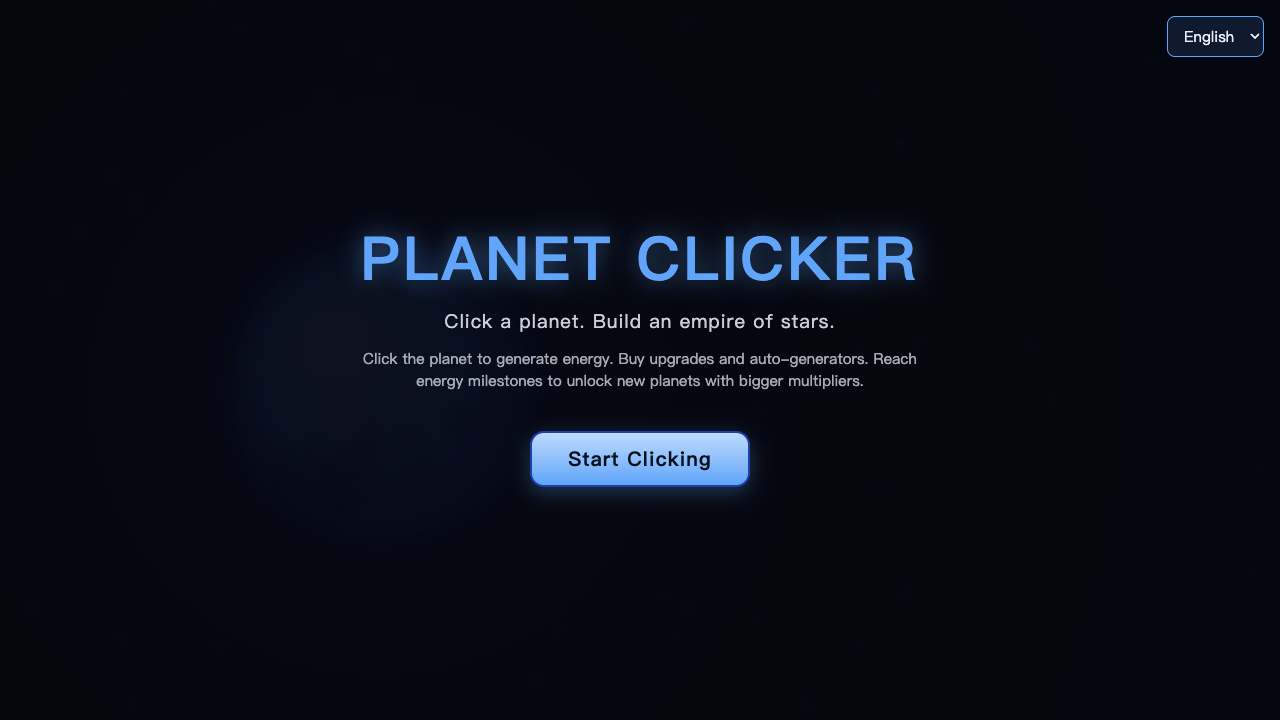 English
PLANET CLICKER
Click a planet. Build an empire of stars.
Click the planet to generate energy. Buy upgrades and auto-generators. Reach
energy milestones to unlock new planets with bigger multipliers.
Start Clicking